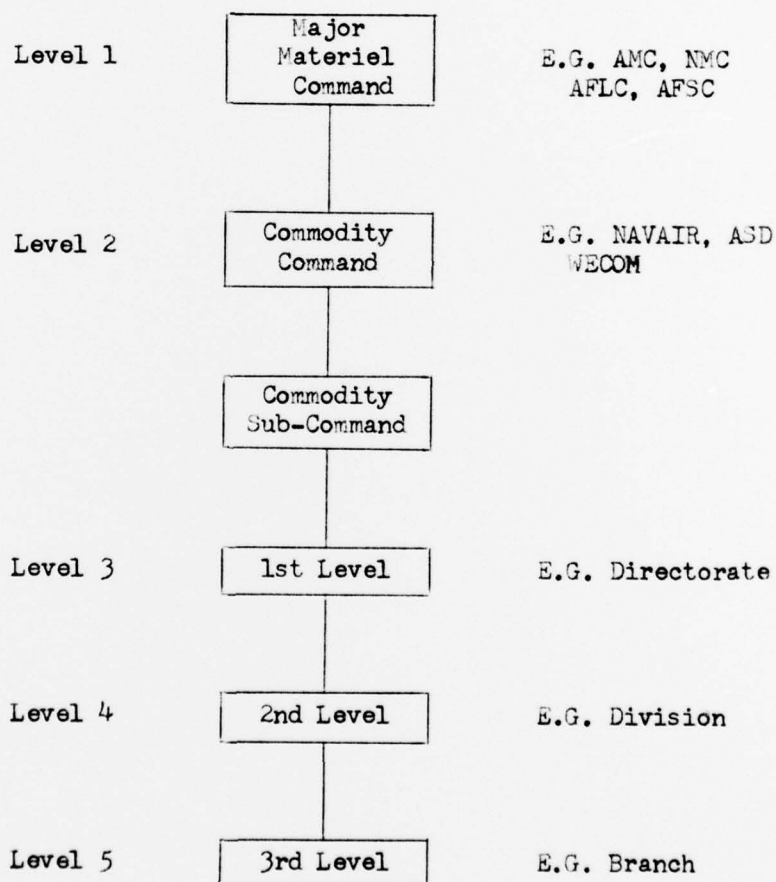 Level 1
Major
Materiel
Command
E.G. AMC, NMC
AFLC, AFSC
Level 2
Commodity
Command
E.G. NAVAIR, ASD
WECOM
Commodity
Sub-Command
Level 3
1st Level
E.G. Directorate
Level 4
2nd Level
E.G. Division
Level 5
3rd Level
E.G. Branch